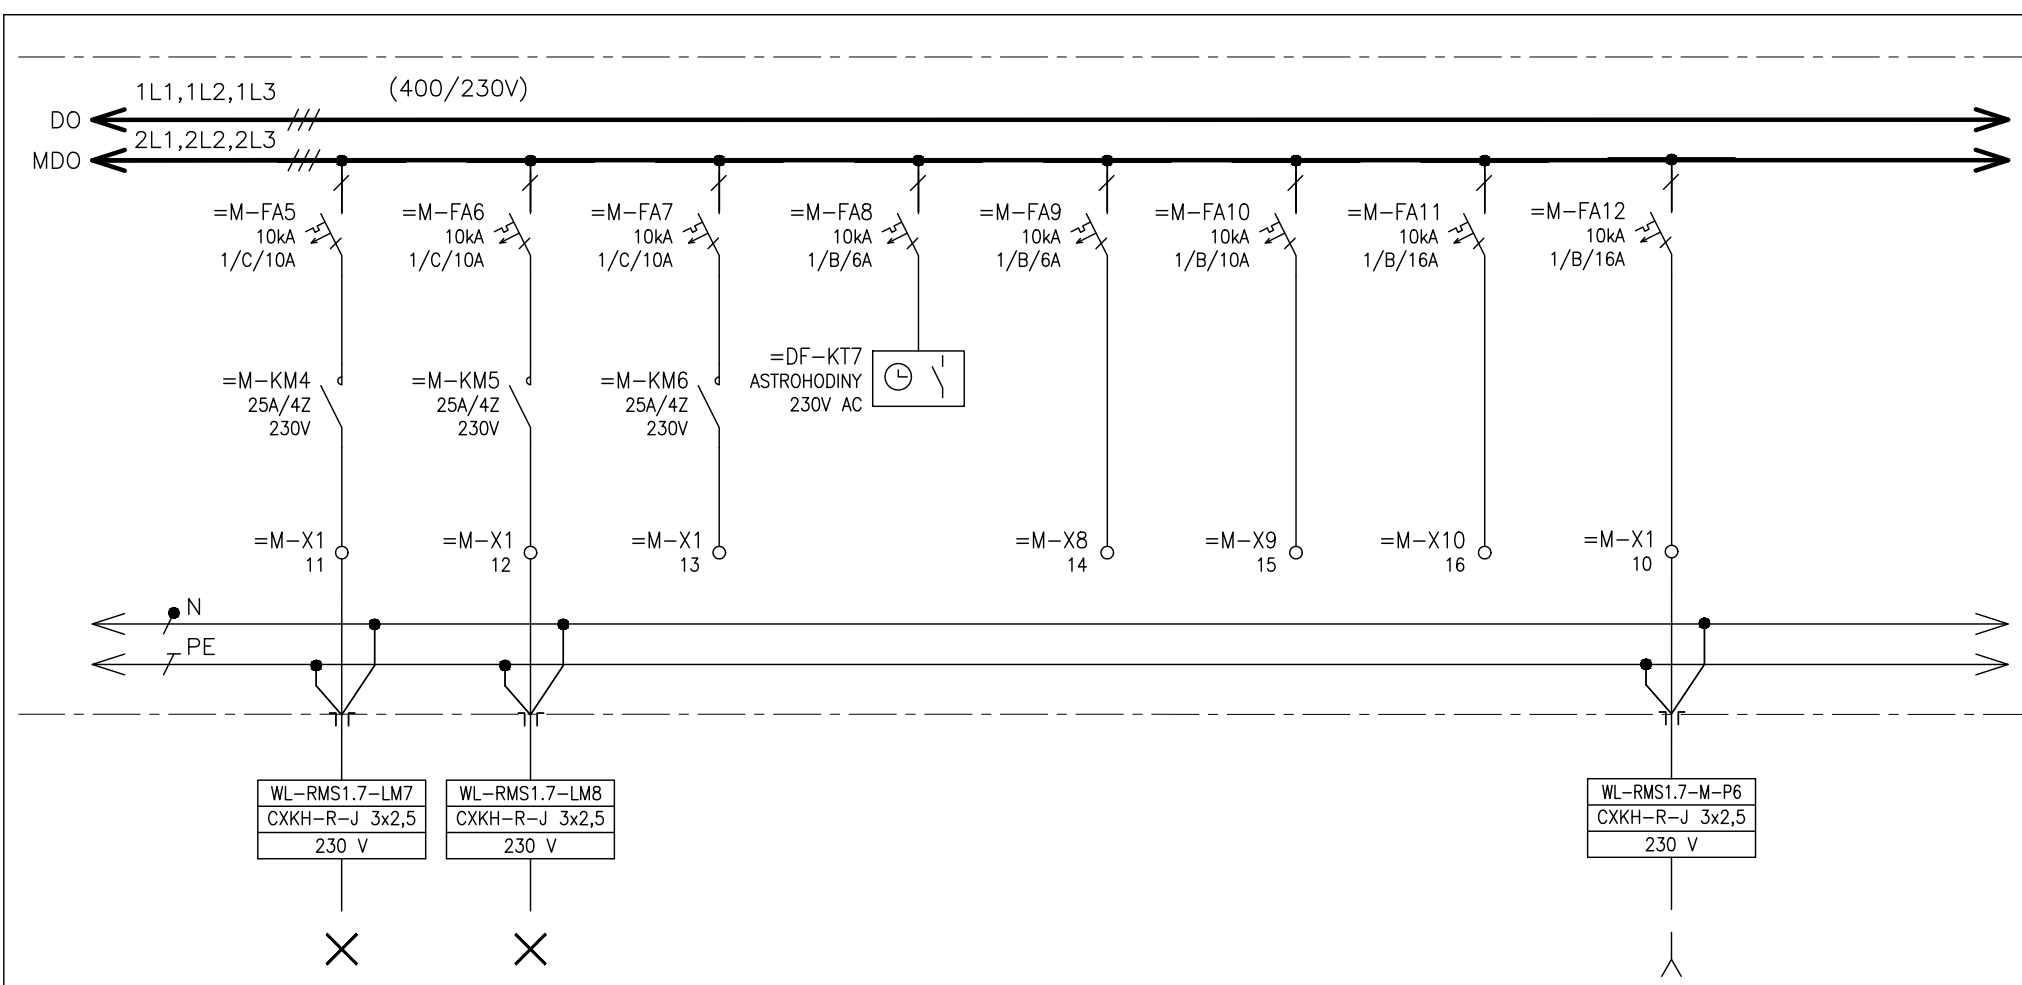 1L1,1L2,1L3
(400/230V)
DO
2L1,2L2,2L3
MDO
=M-FA5
10kA
1/C/10A
=M-FA6
10kA
1/C/10A
=M-FA7
10kA
1/C/10A
=M-FA8
10kA
1/B/6A
=M-FA9
10kA
1/B/6A
=M-FA10
10kA
1/B/10A
=M-FA11
10kA
1/B/16A
=M-FA12
10kA
1/B/16A
=M-KM4
25A/4Z
230V
=M-KM5
25A/4Z
230V
=M-KM6
25A/4Z
230V
=DF-KT7
ASTROHODINY
230V AC
=M-X1
11
=M-X1
12
=M-X1
13
=M-X8
14
=M-X9
15
=M-X10
16
=M-X1
10
N
PE
WL-RMS1.7-LM7
CXKH-R-J 3x2,5
230 V
WL-RMS1.7-LM8
CXKH-R-J 3x2,5
230 V
WL-RMS1.7-M-P6
CXKH-R-J 3x2,5
230 V